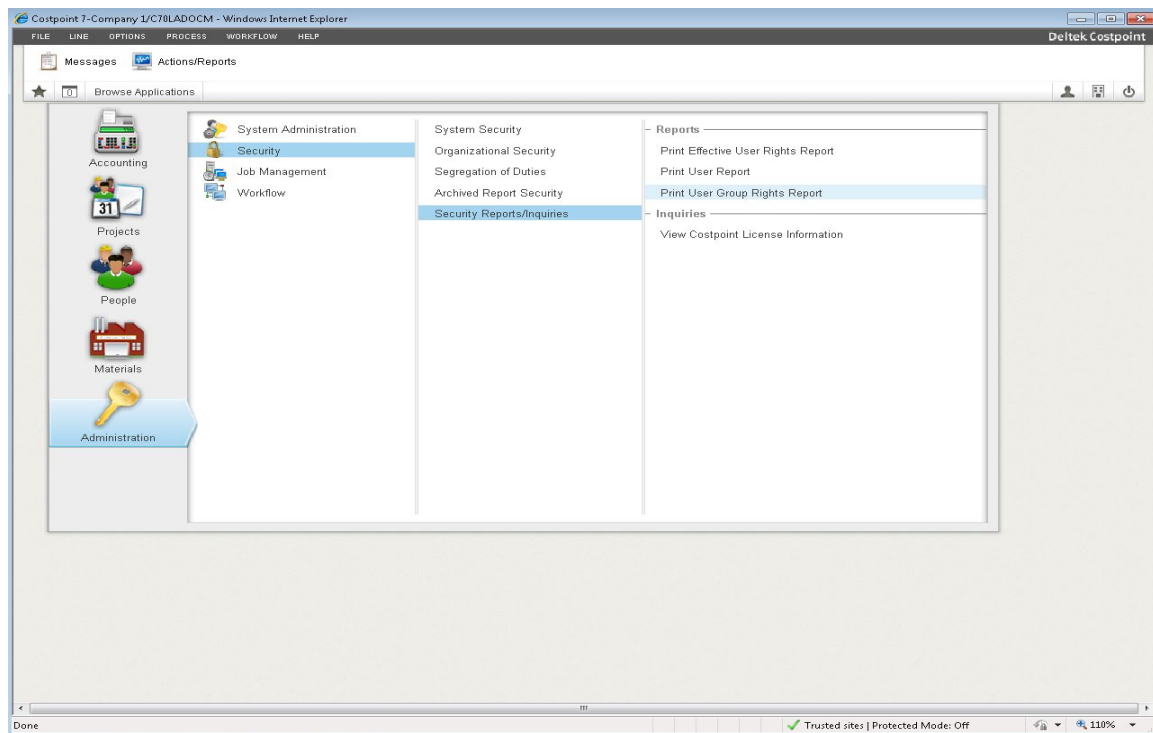 Costpoint 7-Company 1/C70LADOCM - Windows Internet Explorer
FILE LINE OPTIONS PROCESS WORKFLOW HELP
Deltek Costpoint
Messages Actions/Reports
0 Browse Applications
Accounting
31
Projects
People
Materials
Administration
System Administration
Security
Job Management
Workflow
System Security
Organizational Security
Segregation of Duties
Archived Report Security
Security Reports/Inquiries
Reports
Print Effective User Rights Report
Print User Report
Print User Group Rights Report
Inquiries
View Costpoint License Information
Done
Trusted sites | Protected Mode: Off
110%